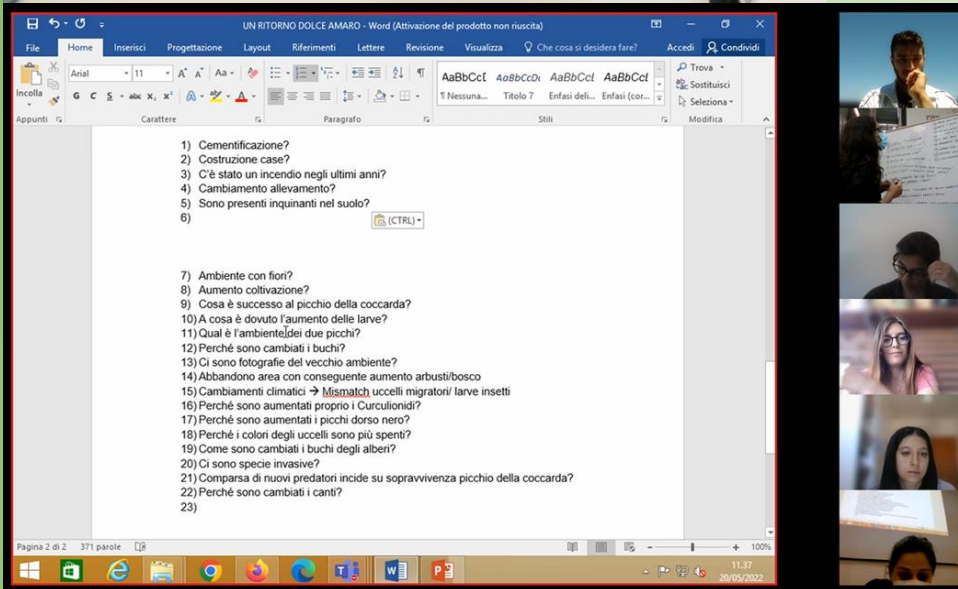 UN RITORNO DOLCE AMARO - Word (Attivazione del prodotto non riuscita)
File Home Inserisci Progettazione Layout Riferimenti Lettere Revisione Visualizza Che cosa si desidera fare? Accedi Condividi
Incolla
Arial 11 A A Aa
G C S abc X, X² A A
AaBbCcI AaBbCcDc AaBbCcI AaBbCcI
¶ Nessuna... Titolo 7 Enfasi deli... Enfasi (cor...
Trova
Sostituisci
Seleziona
Appunti Carattere Paragrafo Stili Modifica
1) Cementificazione?
2) Costruzione case?
3) C'è stato un incendio negli ultimi anni?
4) Cambiamento allevamento?
5) Sono presenti inquinanti nel suolo?
6)
(CTRL)
7) Ambiente con fiori?
8) Aumento coltivazione?
9) Cosa è successo al picchio della coccarda?
10) A cosa è dovuto l'aumento delle larve?
11) Qual è l'ambiente dei due picchi?
12) Perché sono cambiati i buchi?
13) Ci sono fotografie del vecchio ambiente?
14) Abbandono area con conseguente aumento arbusti/bosco
15) Cambiamenti climatici → Mismatch uccelli migratori/ larve insetti
16) Perché sono aumentati proprio i Curculionidi?
17) Perché sono aumentati i picchi dorso nero?
18) Perché i colori degli uccelli sono più spenti?
19) Come sono cambiati i buchi degli alberi?
20) Ci sono specie invasive?
21) Comparsa di nuovi predatori incide su sopravvivenza picchio della coccarda?
22) Perché sono cambiati i canti?
23)
Pagina 2 di 2 371 parole 100%
11.37
20/05/2022